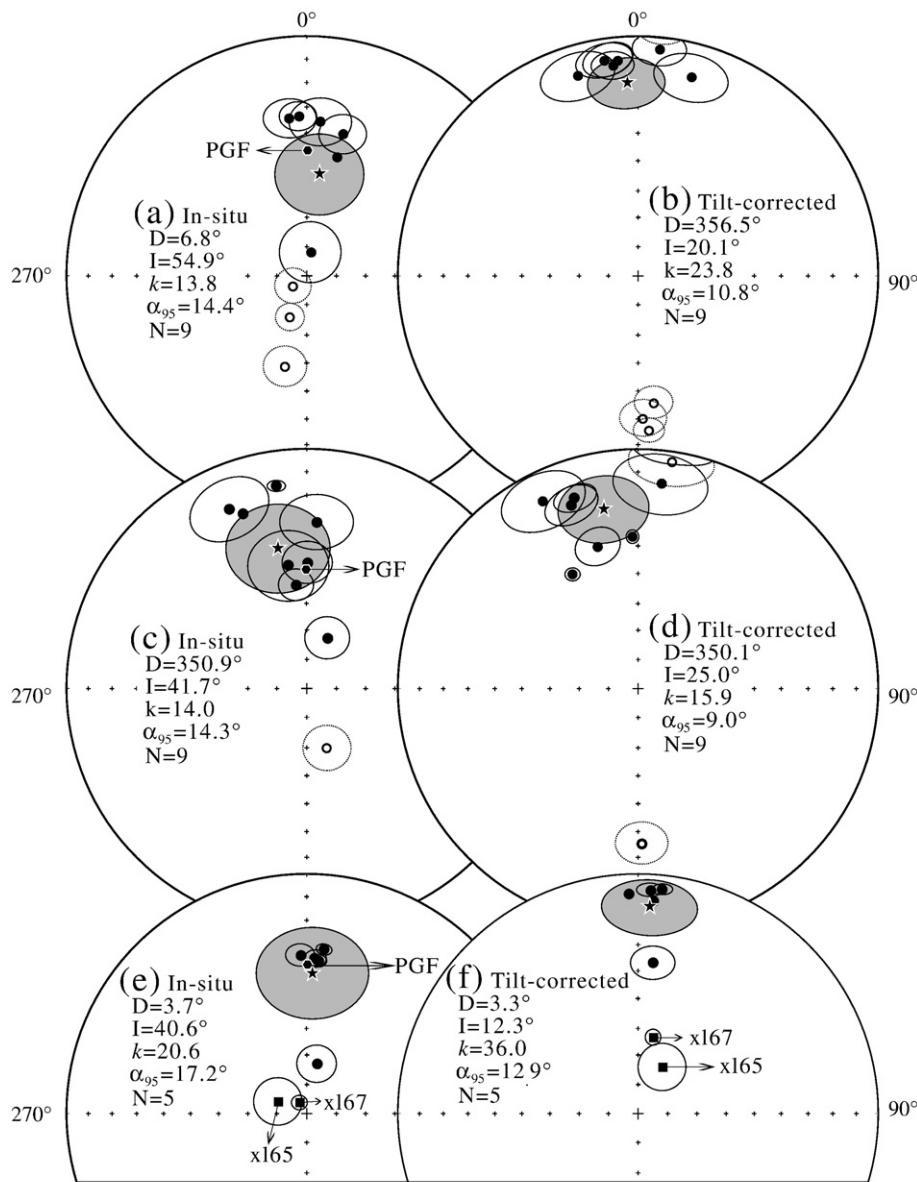 0°
0°
PGF
(a) In-situ
D=6.8°
I=54.9°
k=13.8
α95=14.4°
N=9
270°
(b) Tilt-corrected
D=356.5°
I=20.1°
k=23.8
α95=10.8°
N=9
90°
PGF
(c) In-situ
D=350.9°
I=41.7°
k=14.0
α95=14.3°
N=9
270°
(d) Tilt-corrected
D=350.1°
I=25.0°
k=15.9
α95=9.0°
N=9
90°
PGF
(e) In-situ
D=3.7°
I=40.6°
k=20.6
α95=17.2°
N=5
270°
xl67
xl65
(f) Tilt-corrected
D=3.3°
I=12.3°
k=36.0
α95=12.9°
N=5
xl67
xl65
90°